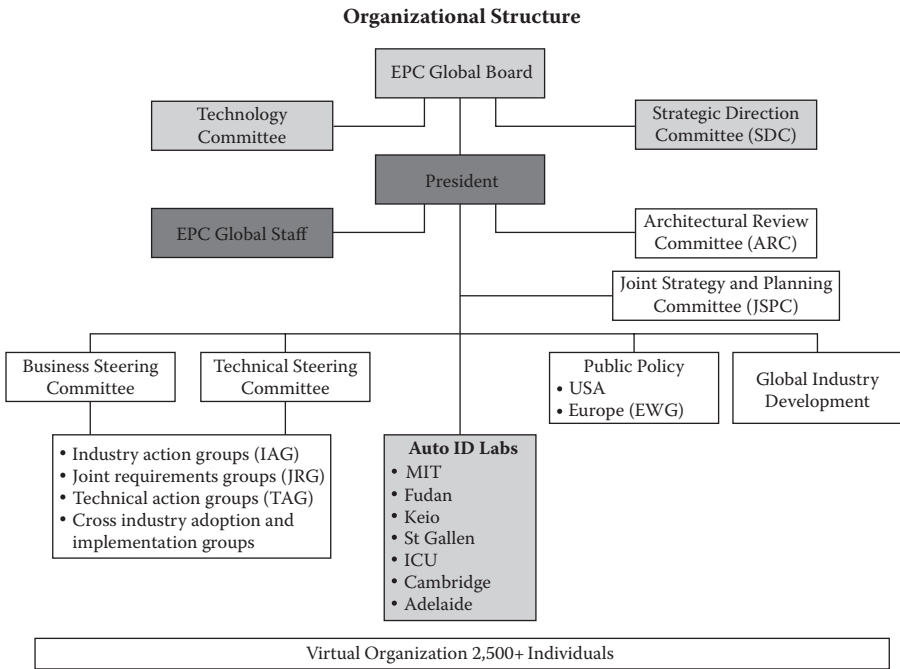 Organizational Structure
EPC Global Board
Technology
Committee
Strategic Direction
Committee (SDC)
President
EPC Global Staff
Architectural Review
Committee (ARC)
Joint Strategy and Planning
Committee (JSPC)
Business Steering
Committee
Technical Steering
Committee
Public Policy
• USA
• Europe (EWG)
Global Industry
Development
• Industry action groups (IAG)
• Joint requirements groups (JRG)
• Technical action groups (TAG)
• Cross industry adoption and
implementation groups
Auto ID Labs
• MIT
• Fudan
• Keio
• St Gallen
• ICU
• Cambridge
• Adelaide
Virtual Organization 2,500+ Individuals